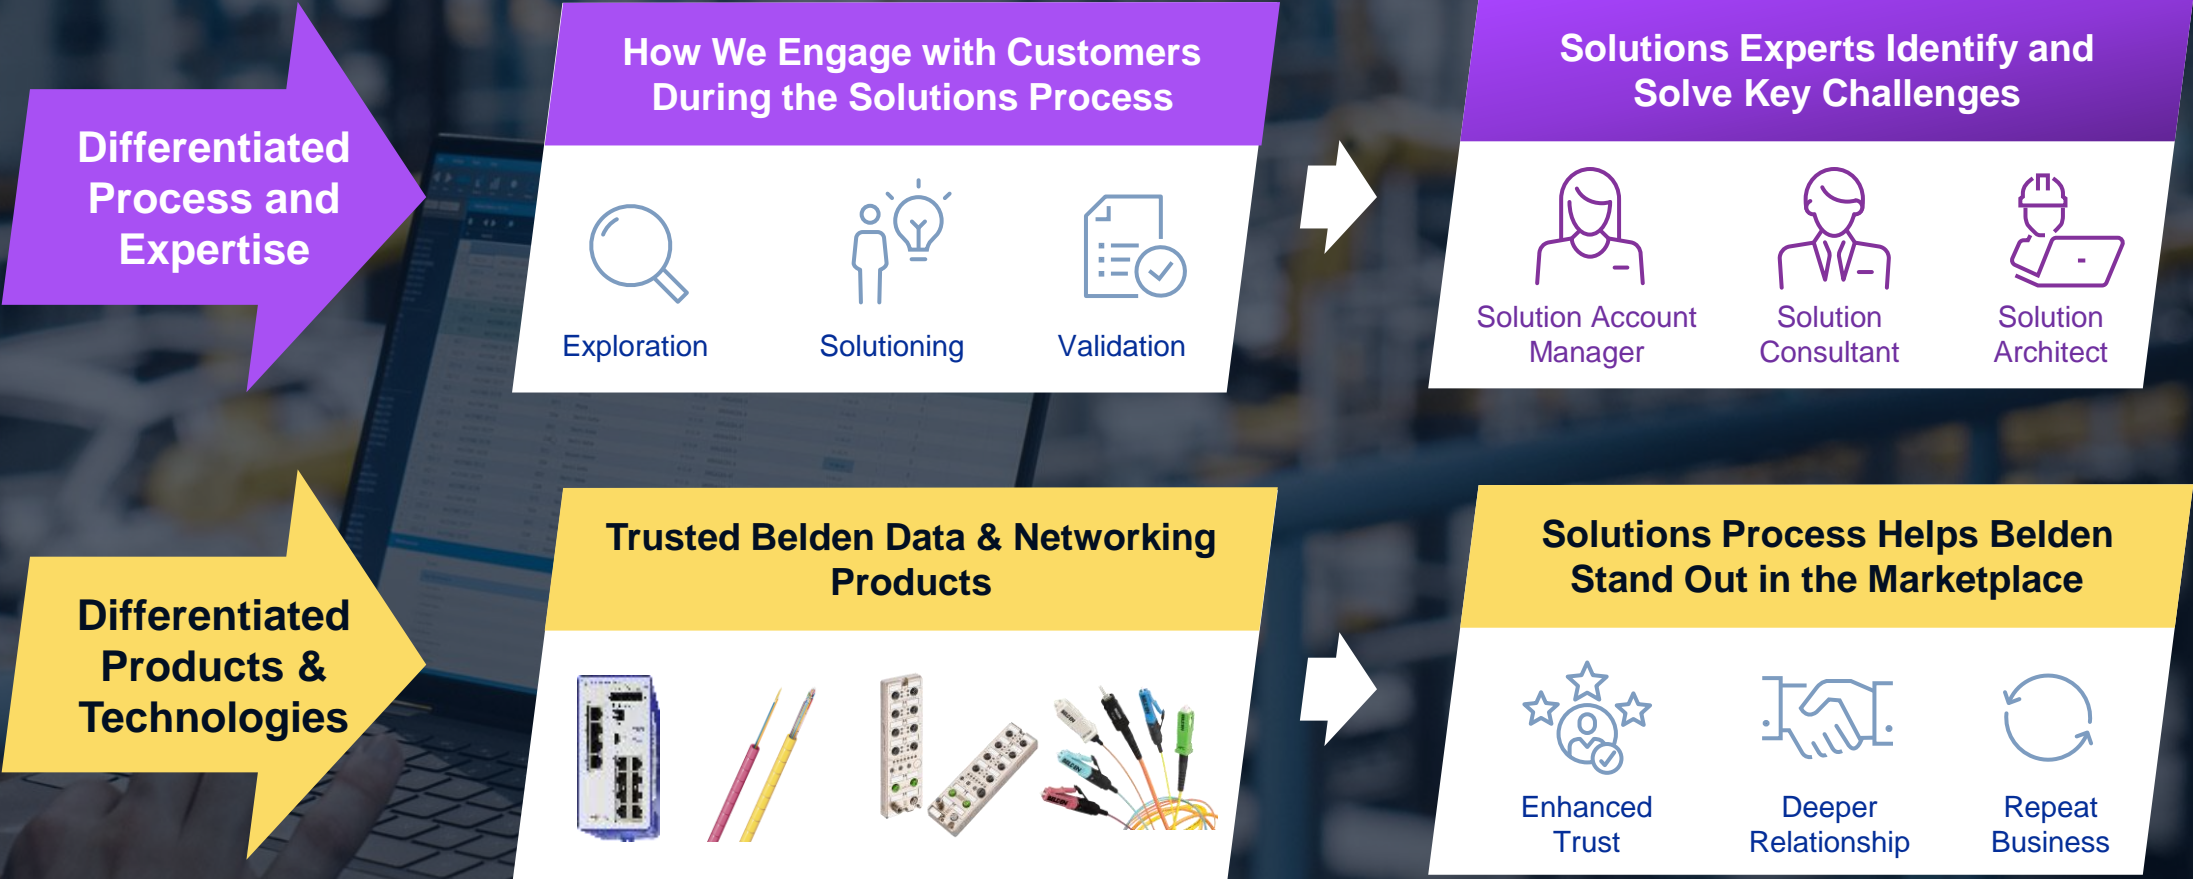 Differentiated
Process and
Expertise
How We Engage with Customers
During the Solutions Process
Exploration
Solutioning
Validation
Solutions Experts Identify and
Solve Key Challenges
Solution Account
Manager
Solution
Consultant
Solution
Architect
Differentiated
Products &
Technologies
Trusted Belden Data & Networking
Products
Solutions Process Helps Belden
Stand Out in the Marketplace
Enhanced
Trust
Deeper
Relationship
Repeat
Business